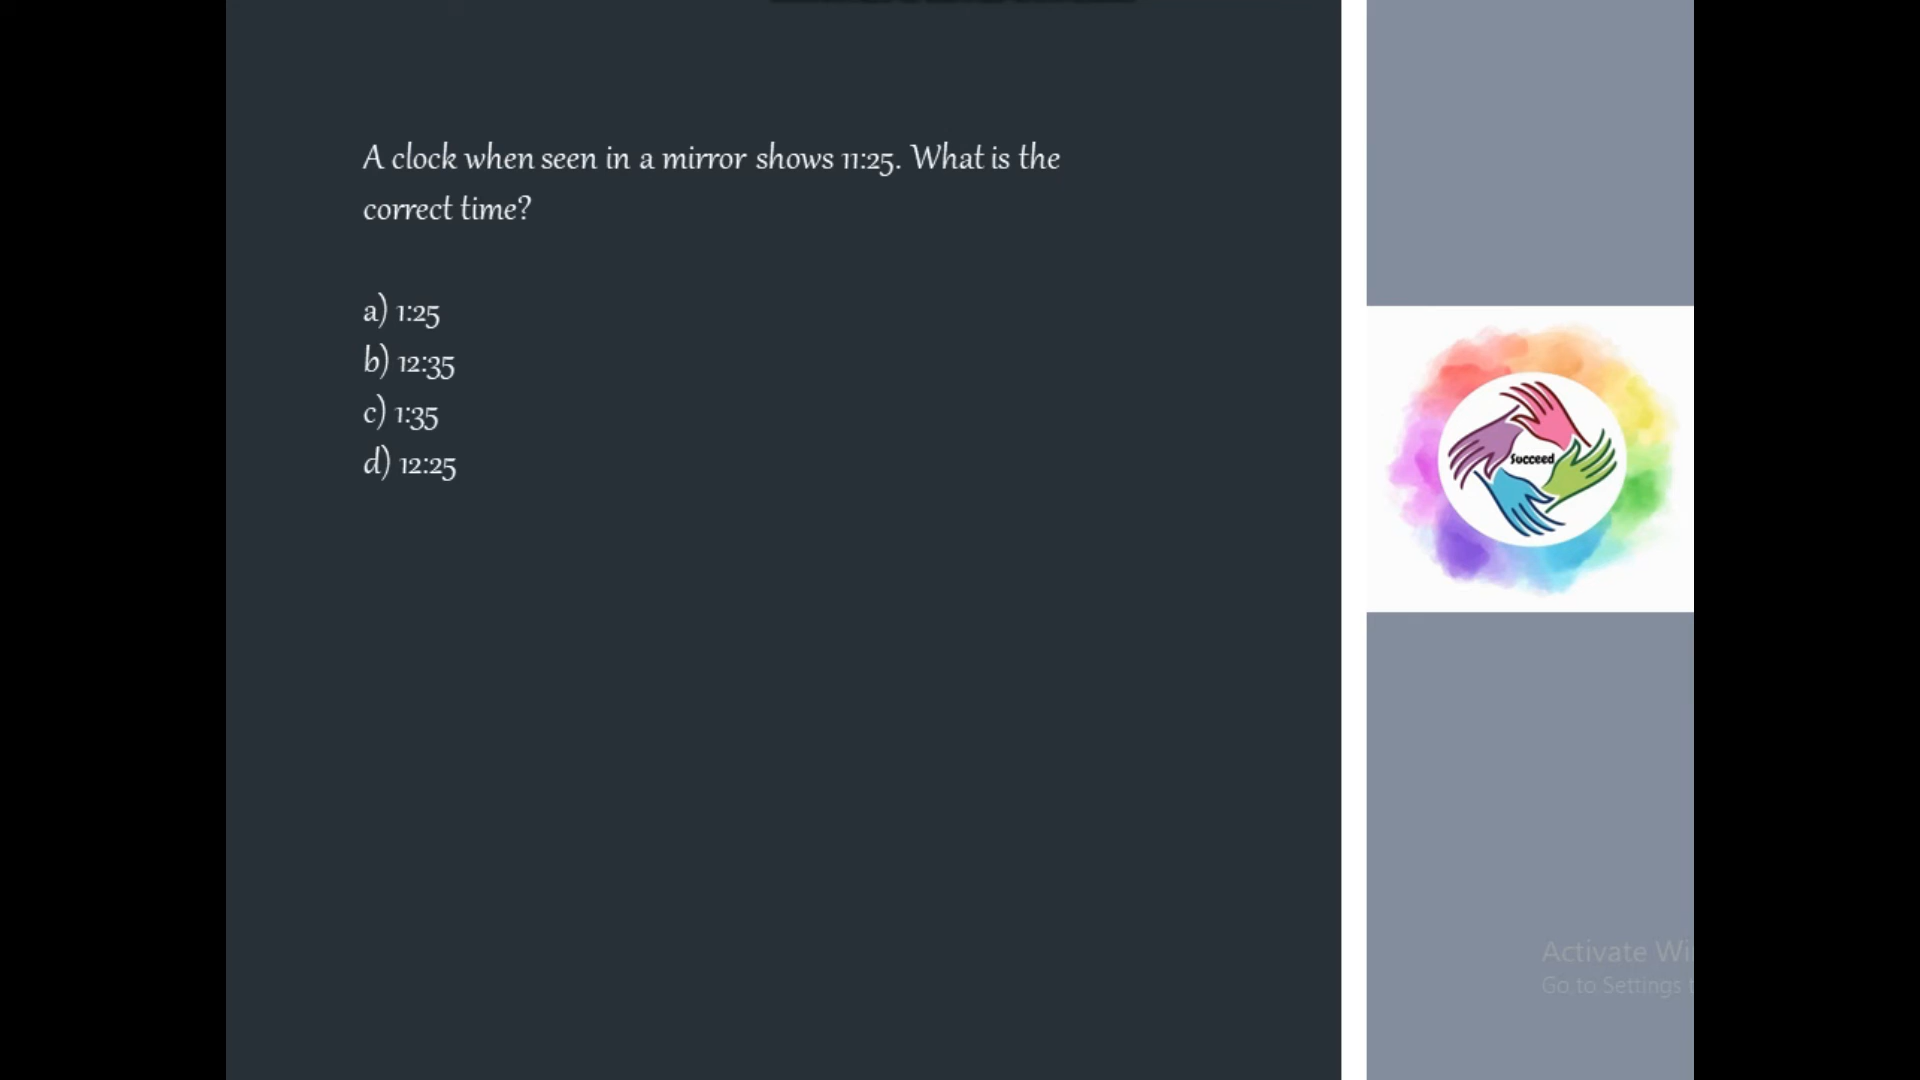 A clock when seen in a mirror shows 11:25. What is the
correct time?
a) 1:25
b) 12:35
c) 1:35
d) 12:25
Succeed
Activate Wi
Go to Settings t